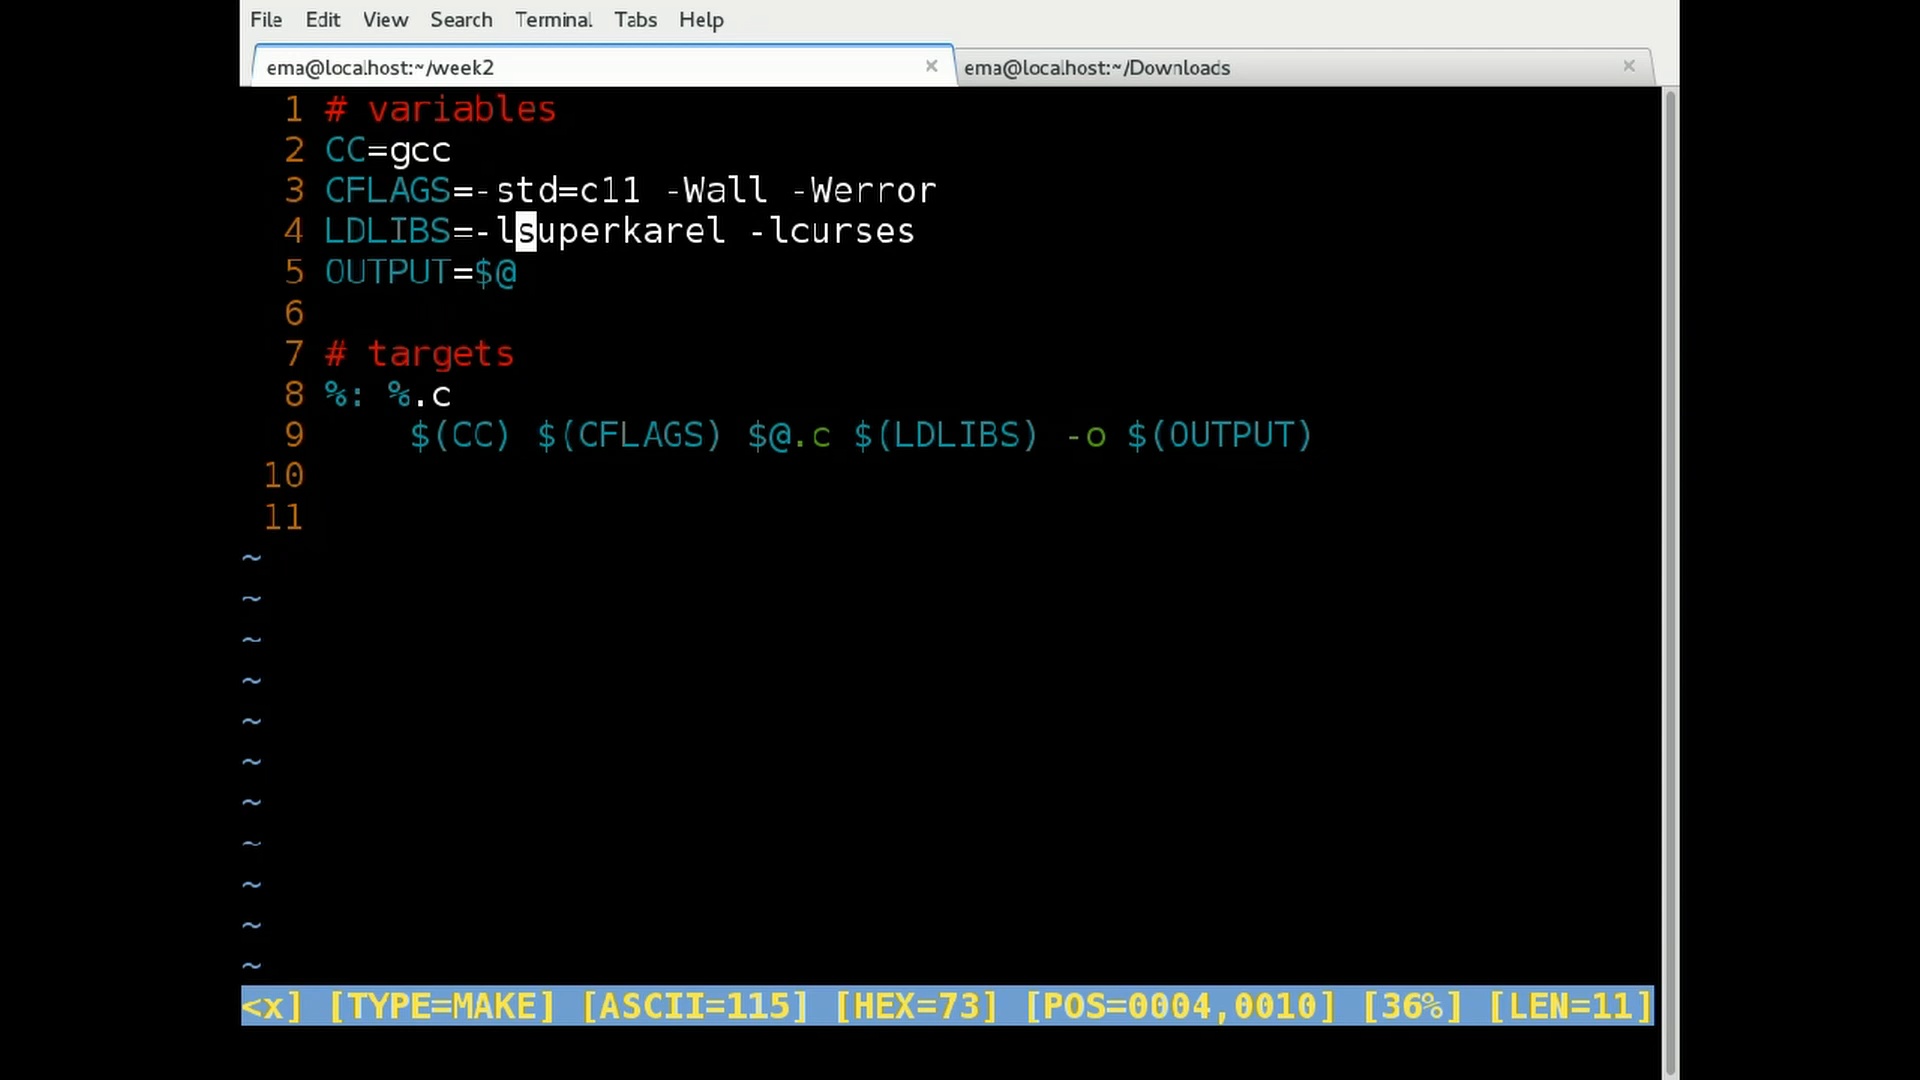 File Edit View Search Terminal Tabs Help
ema@localhost:~/week2 × ema@localhost:~/Downloads ×
1 # variables
2 CC=gcc
3 CFLAGS=-std=c11 -Wall -Werror
4 LDLIBS=-lsuperkarel -lcurses
5 OUTPUT=$@
6
7 # targets
8 %: %.c
9     $(CC) $(CFLAGS) $@.c $(LDLIBS) -o $(OUTPUT)
10
11
~
~
~
~
~
~
~
~
~
~
~
<x] [TYPE=MAKE] [ASCII=115] [HEX=73] [POS=0004,0010] [36%] [LEN=11]